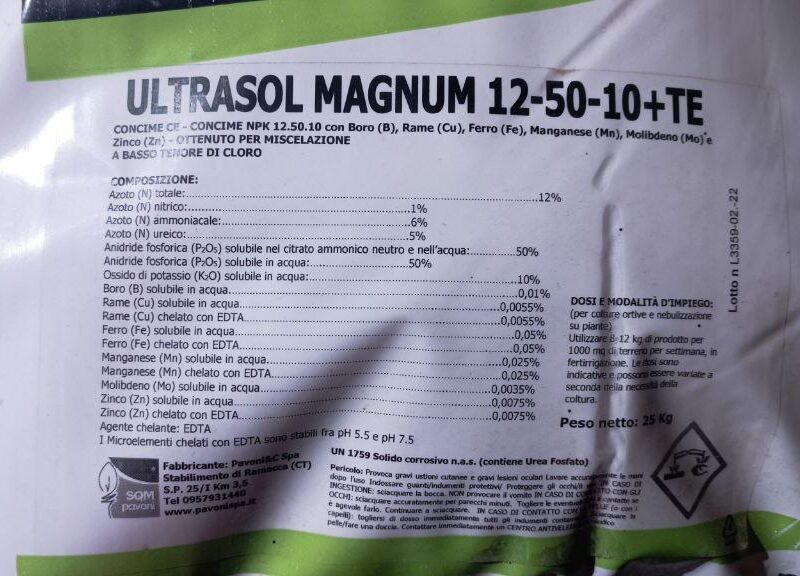 ULTRASOL MAGNUM 12-50-10+TE
CONCIME CE - CONCIME NPK 12.50.10 con Boro (B), Rame (Cu), Ferro (Fe), Manganese (Mn), Molibdeno (Mo) e
Zinco (Zn) - OTTENUTO PER MISCELAZIONE
A BASSO TENORE DI CLORO
COMPOSIZIONE:
Azoto (N) totale:..........12%
Azoto (N) nitrico:..........1%
Azoto (N) ammoniacale:..........6%
Azoto (N) ureico:..........5%
Anidride fosforica (P₂O₅) solubile nel citrato ammonico neutro e nell'acqua:..........50%
Anidride fosforica (P₂O₅) solubile in acqua:..........50%
Ossido di potassio (K₂O) solubile in acqua:..........10%
Boro (B) solubile in acqua..........0,01%
Rame (Cu) solubile in acqua..........0,0055%
Rame (Cu) chelato con EDTA..........0,0055%
Ferro (Fe) solubile in acqua..........0,05%
Ferro (Fe) chelato con EDTA..........0,05%
Manganese (Mn) solubile in acqua..........0,025%
Manganese (Mn) chelato con EDTA..........0,025%
Molibdeno (Mo) solubile in acqua..........0,0035%
Zinco (Zn) solubile in acqua..........0,0075%
Zinco (Zn) chelato con EDTA..........0,0075%
Agente chelante: EDTA
I Microelementi chelati con EDTA sono stabili fra pH 5.5 e pH 7.5
DOSI E MODALITÀ D'IMPIEGO:
(per colture ortive e nebulizzazione
su piante)
Utilizzare 8-12 kg di prodotto per
1000 mq di terreno per settimana, in
fertirrigazione. Le dosi sono
indicative e possono essere variate a
seconda della necessità della
coltura.
Peso netto: 25 Kg
Lotto n L3359-02.-22
SQM
pavoni
Fabbricante: Pavoni&C Spa
Stabilimento di Ramacca (CT)
S.P. 25/I Km 3,5
Tel 0957931440
www.pavonispa.it
UN 1759 Solido corrosivo n.a.s. (contiene Urea Fosfato)
Pericolo: Provoca gravi ustioni cutanee e gravi lesioni oculari Lavare accuratamente le mani
dopo l'uso Indossare guanti/indumenti protettivi/ Proteggere gli occhi/il IN CASO DI
INGESTIONE: sciacquare la bocca. NON provocare il vomito IN CASO DI CON GLI
OCCHI: sciacquare accuratamente per parecchi minuti. Togliere le eventuali a contatto se
è agevole farlo. Continuare a sciacquare. IN CASO DI CONTATTO CON PELLE (o con i
capelli): togliersi di dosso immediatamente tutti gli indumenti contaminati sciacquare la
pelle/fare una doccia. Contattare immediatamente un CENTRO ANTIVELENI medico